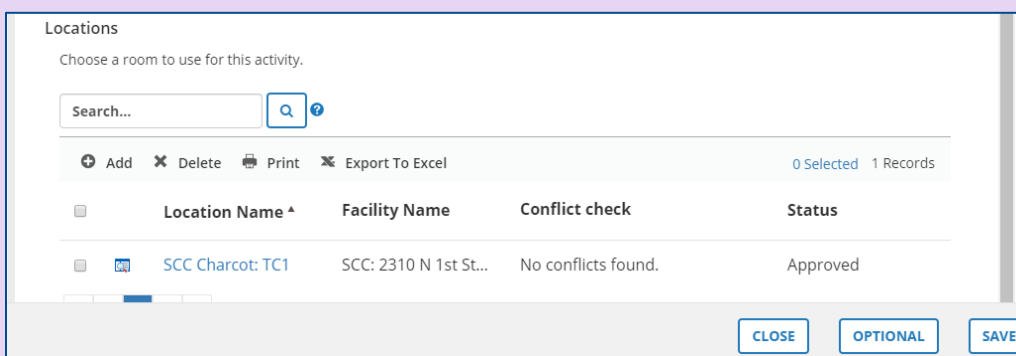 Locations
Choose a room to use for this activity.
Search...
Add Delete Print Export To Excel 0 Selected 1 Records
Location Name Facility Name Conflict check Status
SCC Charcot: TC1 SCC: 2310 N 1st St... No conflicts found. Approved
CLOSE OPTIONAL SAVE